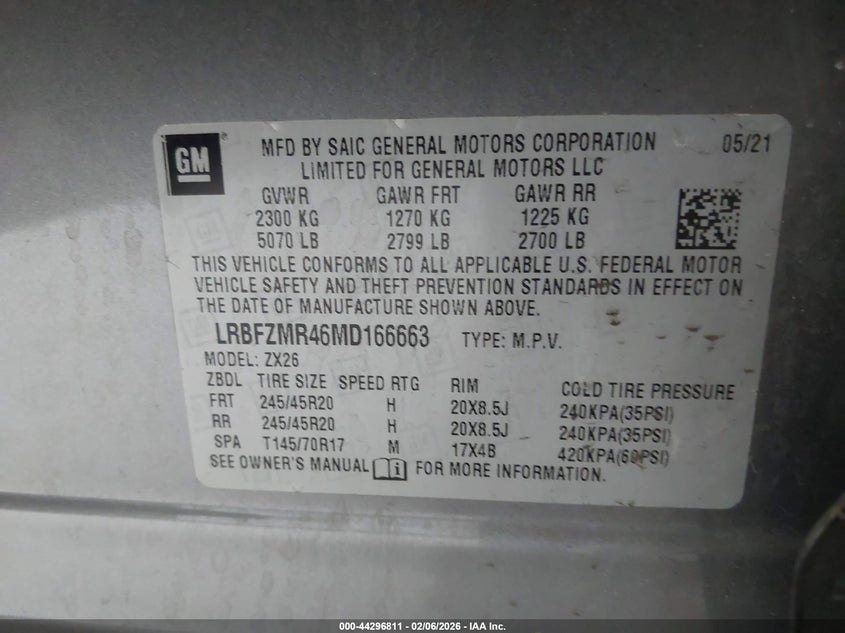 GM
MFD BY SAIC GENERAL MOTORS CORPORATION 05/21
LIMITED FOR GENERAL MOTORS LLC
GVWR GAWR FRT GAWR RR
2300 KG 1270 KG 1225 KG
5070 LB 2799 LB 2700 LB
THIS VEHICLE CONFORMS TO ALL APPLICABLE U.S. FEDERAL MOTOR
VEHICLE SAFETY AND THEFT PREVENTION STANDARDS IN EFFECT ON
THE DATE OF MANUFACTURE SHOWN ABOVE.
LRBFZMR46MD166663 TYPE: M.P.V.
MODEL: ZX26
ZBDL TIRE SIZE SPEED RTG RIM COLD TIRE PRESSURE
FRT 245/45R20 H 20X8.5J 240KPA(35PSI)
RR 245/45R20 H 20X8.5J 240KPA(35PSI)
SPA T145/70R17 M 17X4B 420KPA(60PSI)
SEE OWNER'S MANUAL FOR MORE INFORMATION.
000-44296811 - 02/06/2026 - IAA Inc.